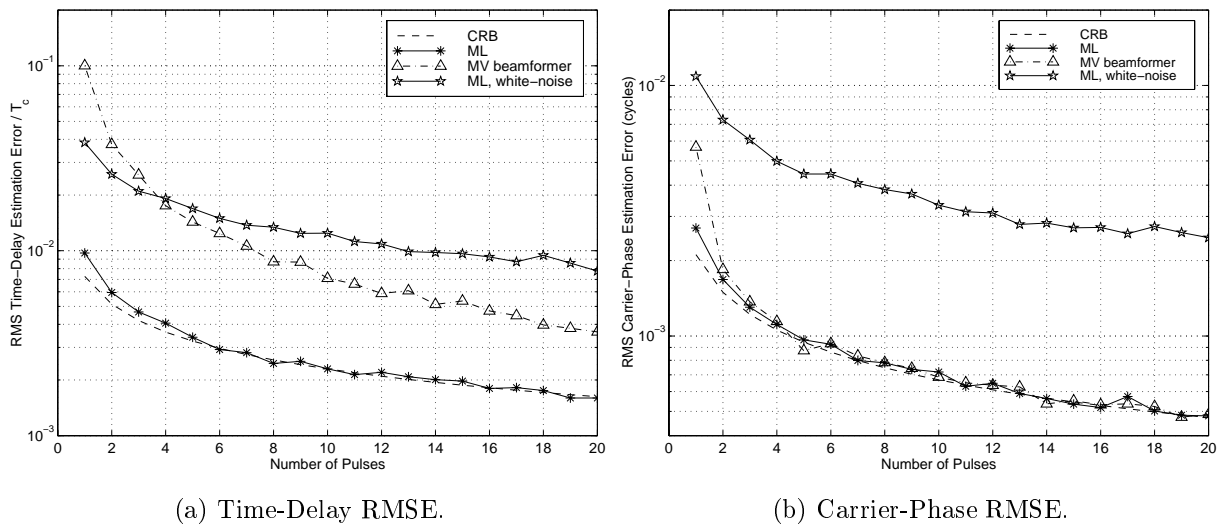 CRB
ML
MV beamformer
ML, white−noise
RMS Time−Delay Estimation Error / T_c
10⁻¹
10⁻²
10⁻³
0 2 4 6 8 10 12 14 16 18 20
Number of Pulses
(a) Time-Delay RMSE.
CRB
ML
MV beamformer
ML, white−noise
RMS Carrier−Phase Estimation Error (cycles)
10⁻²
10⁻³
0 2 4 6 8 10 12 14 16 18 20
Number of Pulses
(b) Carrier-Phase RMSE.